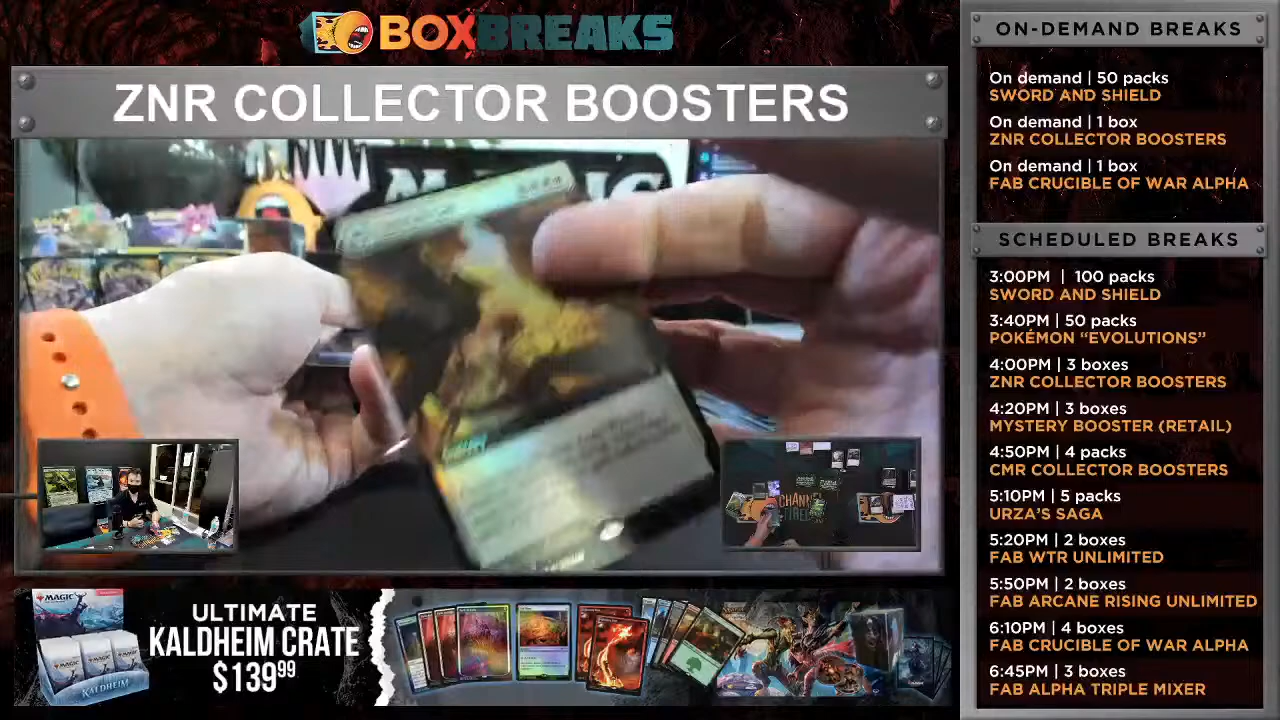 BOXBREAKS
ZNR COLLECTOR BOOSTERS
ULTIMATE
KALDHEIM CRATE
$139.99
MAGIC
MAGIC
KALDHEIM
CHANNEL
ON-DEMAND BREAKS
On demand | 50 packs
SWORD AND SHIELD
On demand | 1 box
ZNR COLLECTOR BOOSTERS
On demand | 1 box
FAB CRUCIBLE OF WAR ALPHA
SCHEDULED BREAKS
3:00PM | 100 packs
SWORD AND SHIELD
3:40PM | 50 packs
POKÉMON “EVOLUTIONS”
4:00PM | 3 boxes
ZNR COLLECTOR BOOSTERS
4:20PM | 3 boxes
MYSTERY BOOSTER (RETAIL)
4:50PM | 4 packs
CMR COLLECTOR BOOSTERS
5:10PM | 5 packs
URZA’S SAGA
5:20PM | 2 boxes
FAB WTR UNLIMITED
5:50PM | 2 boxes
FAB ARCANE RISING UNLIMITED
6:10PM | 4 boxes
FAB CRUCIBLE OF WAR ALPHA
6:45PM | 3 boxes
FAB ALPHA TRIPLE MIXER